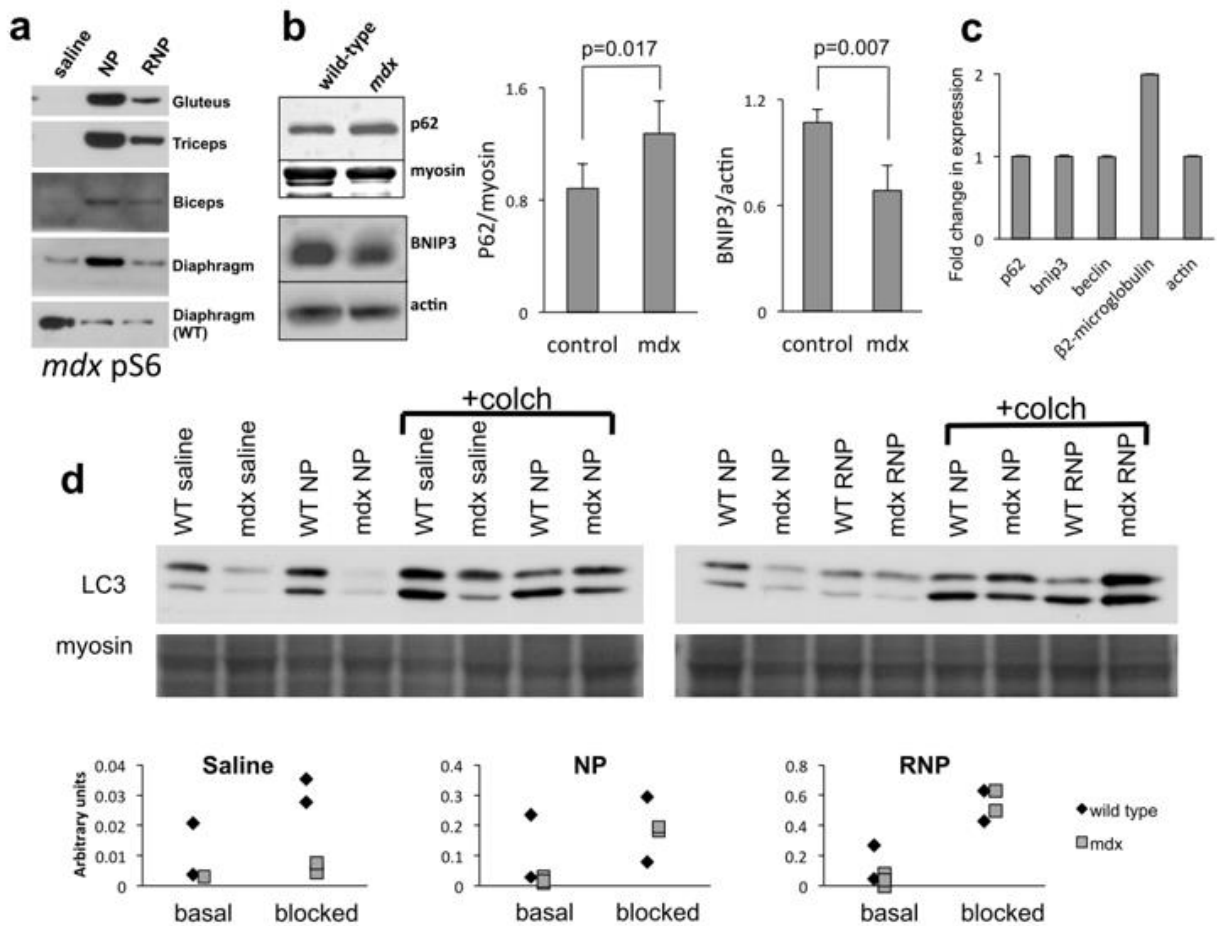 a
saline
NP
RNP
Gluteus
Triceps
Biceps
Diaphragm
Diaphragm
(WT)
mdx pS6
b
wild-type
mdx
p62
myosin
BNIP3
actin
p=0.017
P62/myosin
1.6
0.8
0
control
mdx
p=0.007
BNIP3/actin
1.2
0.6
0
control
mdx
c
Fold change in expression
2
1
0
p62
bnip3
beclin
β2-microglobulin
actin
d
+colch
WT saline
mdx saline
WT NP
mdx NP
WT saline
mdx saline
WT NP
mdx NP
+colch
WT NP
mdx NP
WT RNP
mdx RNP
WT NP
mdx NP
WT RNP
mdx RNP
LC3
myosin
Saline
Arbitrary units
0.04
0.03
0.02
0.01
0
basal
blocked
NP
0.4
0.3
0.2
0.1
0
basal
blocked
RNP
0.8
0.6
0.4
0.2
0
basal
blocked
wild type
mdx